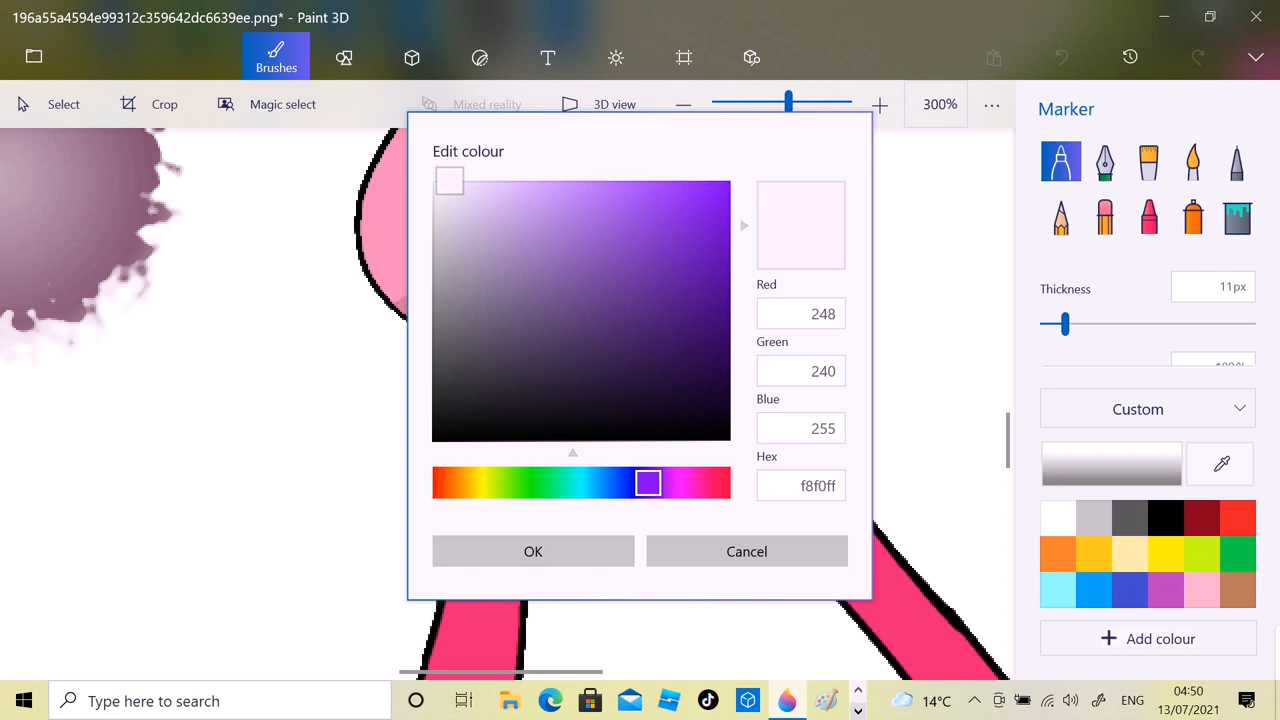 196a55a4594e99312c359642dc6639ee.png* - Paint 3D
Brushes
Select
Crop
Magic select
Mixed reality
3D view
300%
Marker
Edit colour
Red
248
Green
240
Blue
255
Hex
f8f0ff
OK
Cancel
Thickness
11px
Custom
Add colour
Type here to search
14°C
ENG
04:50
13/07/2021